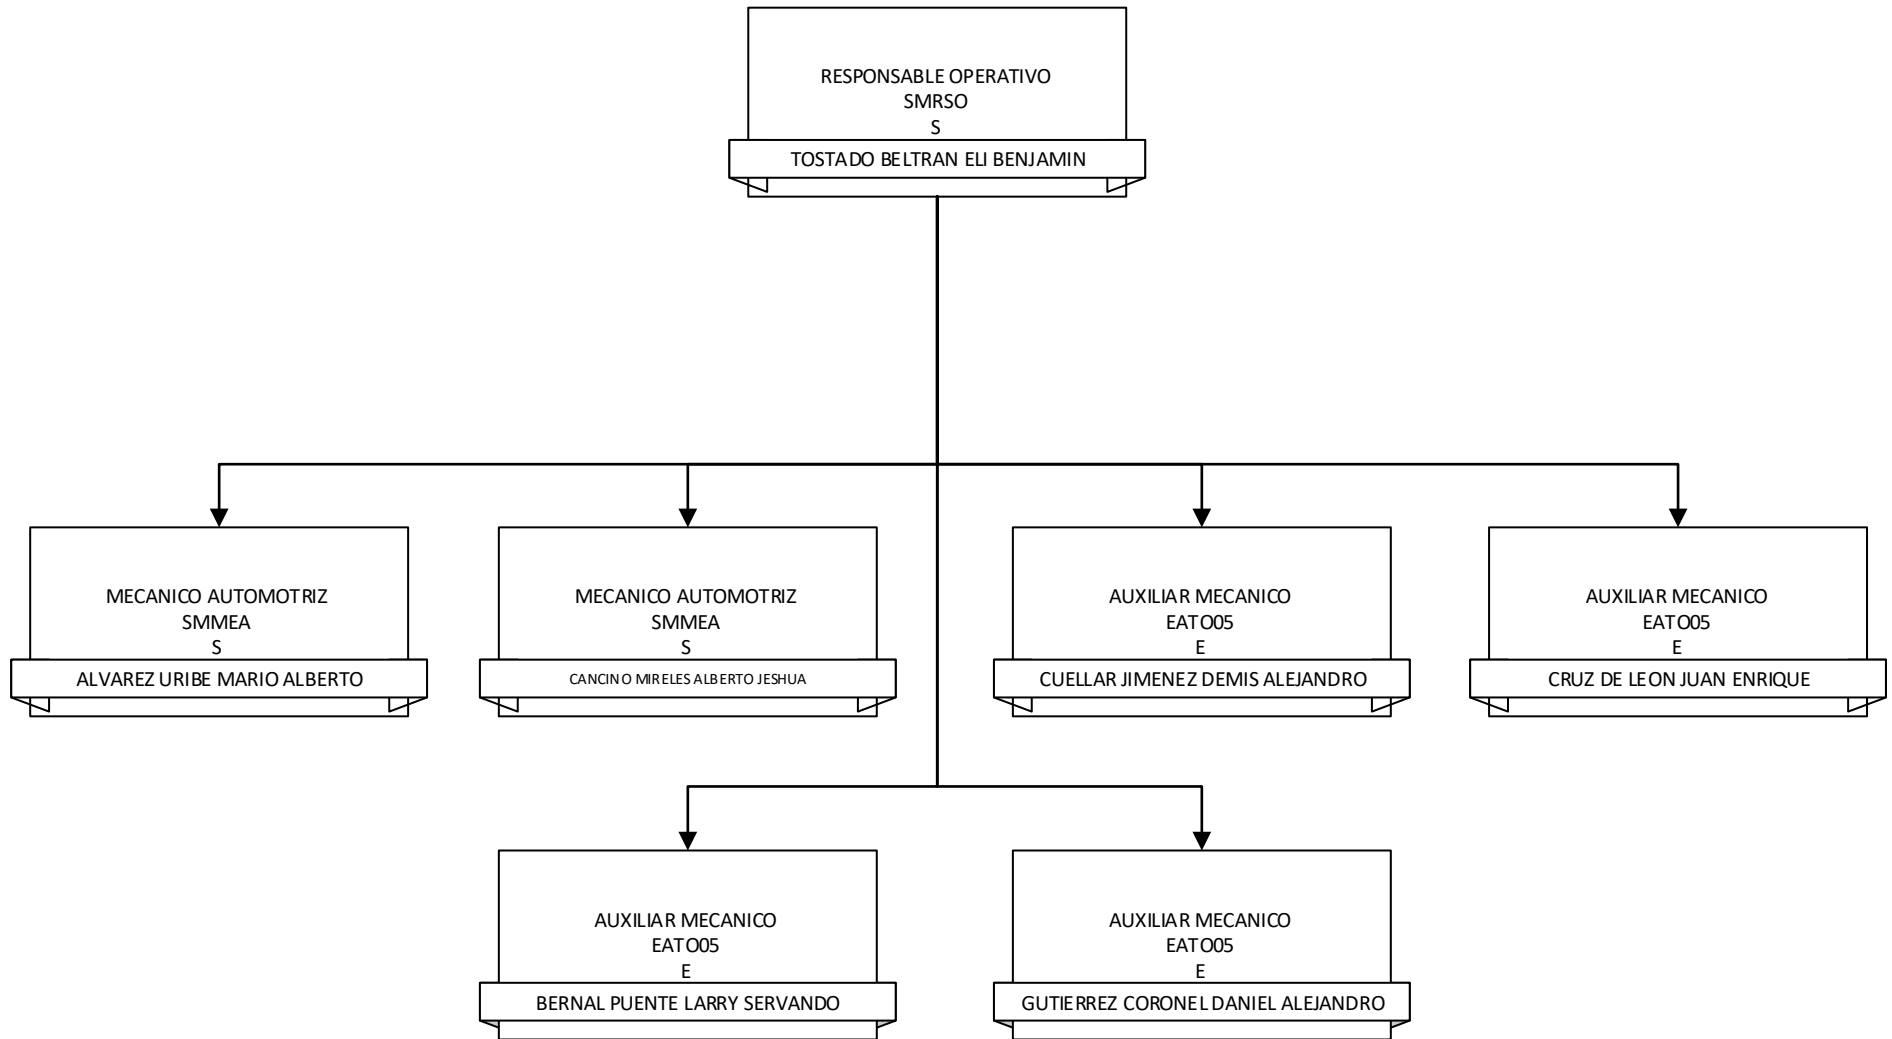 RESPONSABLE OPERATIVO
SMRSO
S
TOSTADO BELTRAN ELI BENJAMIN
MECANICO AUTOMOTRIZ
SMMEA
S
ALVAREZ URIBE MARIO ALBERTO
MECANICO AUTOMOTRIZ
SMMEA
S
CANCINO MIRELES ALBERTO JESHUA
AUXILIAR MECANICO
EATO05
E
CUELLAR JIMENEZ DEMIS ALEJANDRO
AUXILIAR MECANICO
EATO05
E
CRUZ DE LEON JUAN ENRIQUE
AUXILIAR MECANICO
EATO05
E
BERNAL PUENTE LARRY SERVANDO
AUXILIAR MECANICO
EATO05
E
GUTIERREZ CORONEL DANIEL ALEJANDRO